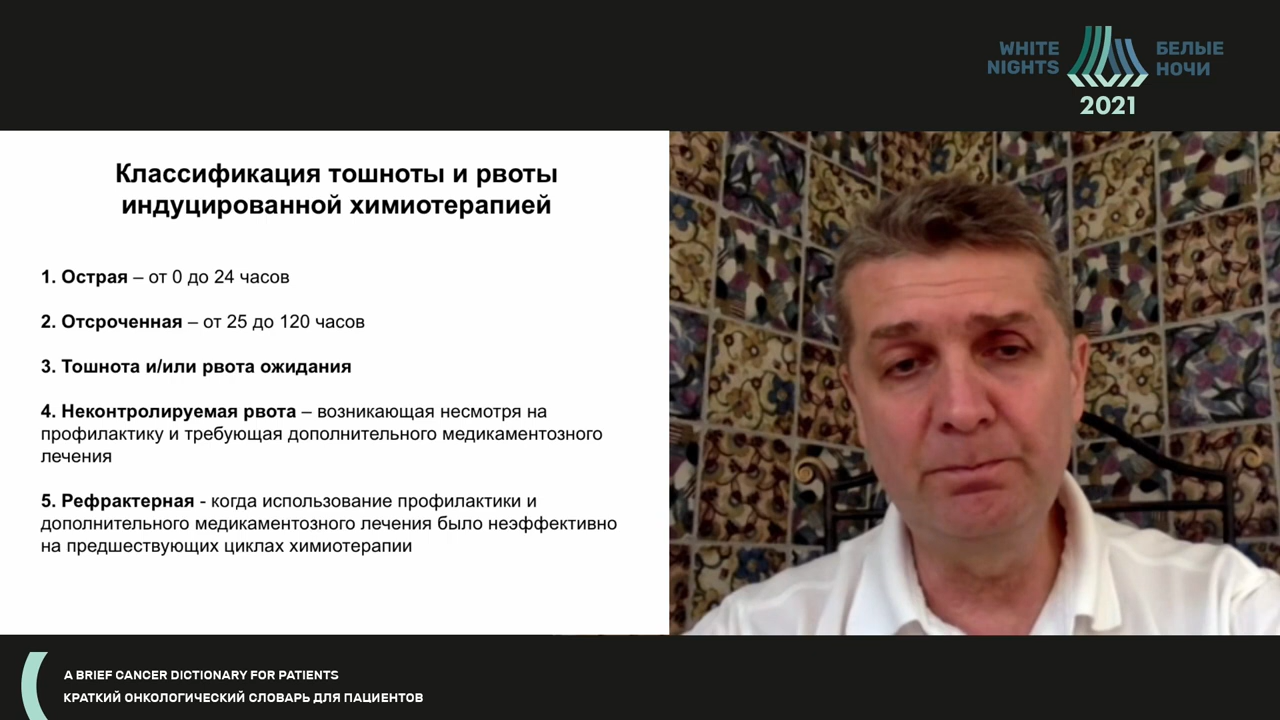 WHITE
NIGHTS
БЕЛЫЕ
НОЧИ
2021
Классификация тошноты и рвоты
индуцированной химиотерапией
1. Острая – от 0 до 24 часов
2. Отсроченная – от 25 до 120 часов
3. Тошнота и/или рвота ожидания
4. Неконтролируемая рвота – возникающая несмотря на
профилактику и требующая дополнительного медикаментозного
лечения
5. Рефрактерная - когда использование профилактики и
дополнительного медикаментозного лечения было неэффективно
на предшествующих циклах химиотерапии
A BRIEF CANCER DICTIONARY FOR PATIENTS
КРАТКИЙ ОНКОЛОГИЧЕСКИЙ СЛОВАРЬ ДЛЯ ПАЦИЕНТОВ